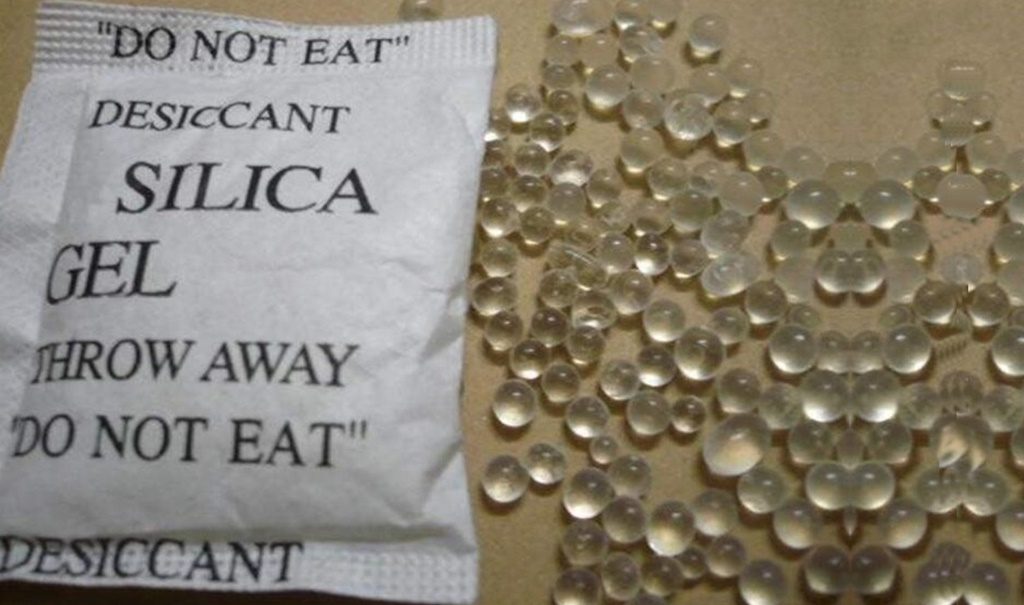 "DO NOT EAT"
DESICCANT
SILICA
GEL
THROW AWAY
"DO NOT EAT"
DESICCANT